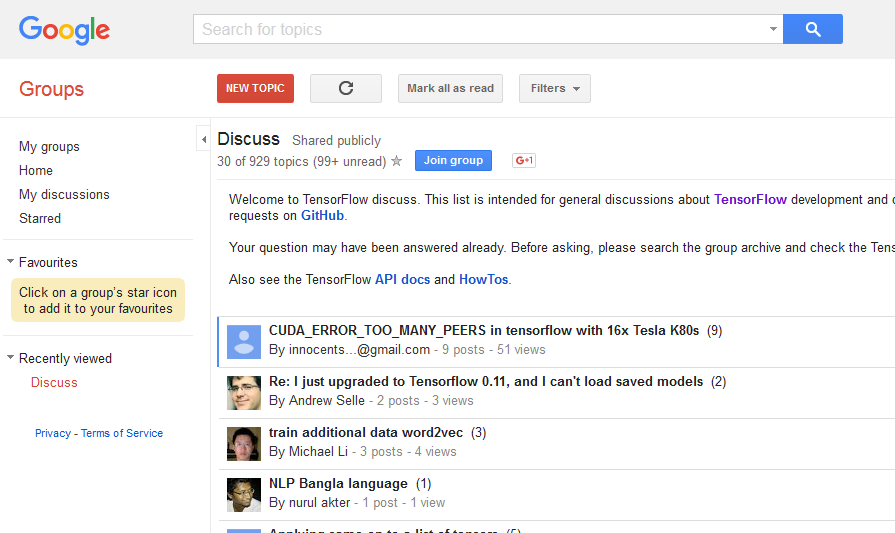 Google
Search for topics
Groups
NEW TOPIC
Mark all as read
Filters
My groups
Home
My discussions
Starred
Favourites
Click on a group's star icon
to add it to your favourites
Recently viewed
Discuss
Privacy - Terms of Service
Discuss Shared publicly
30 of 929 topics (99+ unread) Join group G+1
Welcome to TensorFlow discuss. This list is intended for general discussions about TensorFlow development and
requests on GitHub.
Your question may have been answered already. Before asking, please search the group archive and check the Tens
Also see the TensorFlow API docs and HowTos.
CUDA_ERROR_TOO_MANY_PEERS in tensorflow with 16x Tesla K80s (9)
By innocents...@gmail.com - 9 posts - 51 views
Re: I just upgraded to Tensorflow 0.11, and I can't load saved models (2)
By Andrew Selle - 2 posts - 3 views
train additional data word2vec (3)
By Michael Li - 3 posts - 4 views
NLP Bangla language (1)
By nurul akter - 1 post - 1 view